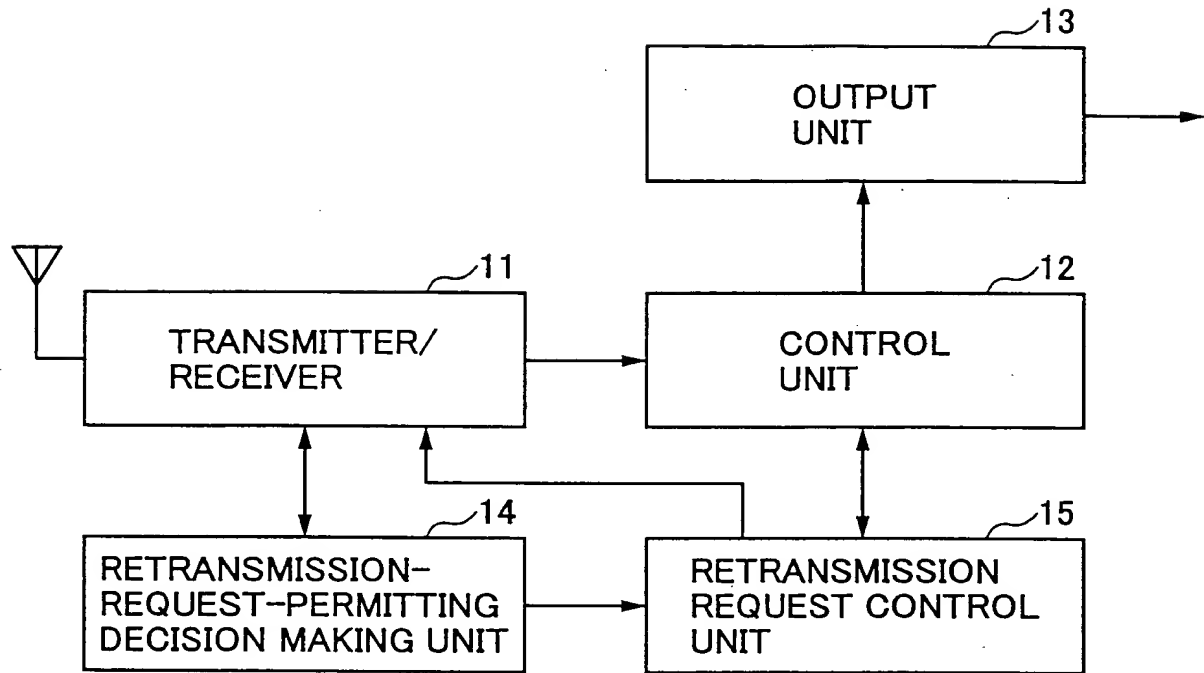 13
OUTPUT
UNIT
11
12
TRANSMITTER/
RECEIVER
CONTROL
UNIT
14
15
RETRANSMISSION-
REQUEST-PERMITTING
DECISION MAKING UNIT
RETRANSMISSION
REQUEST CONTROL
UNIT